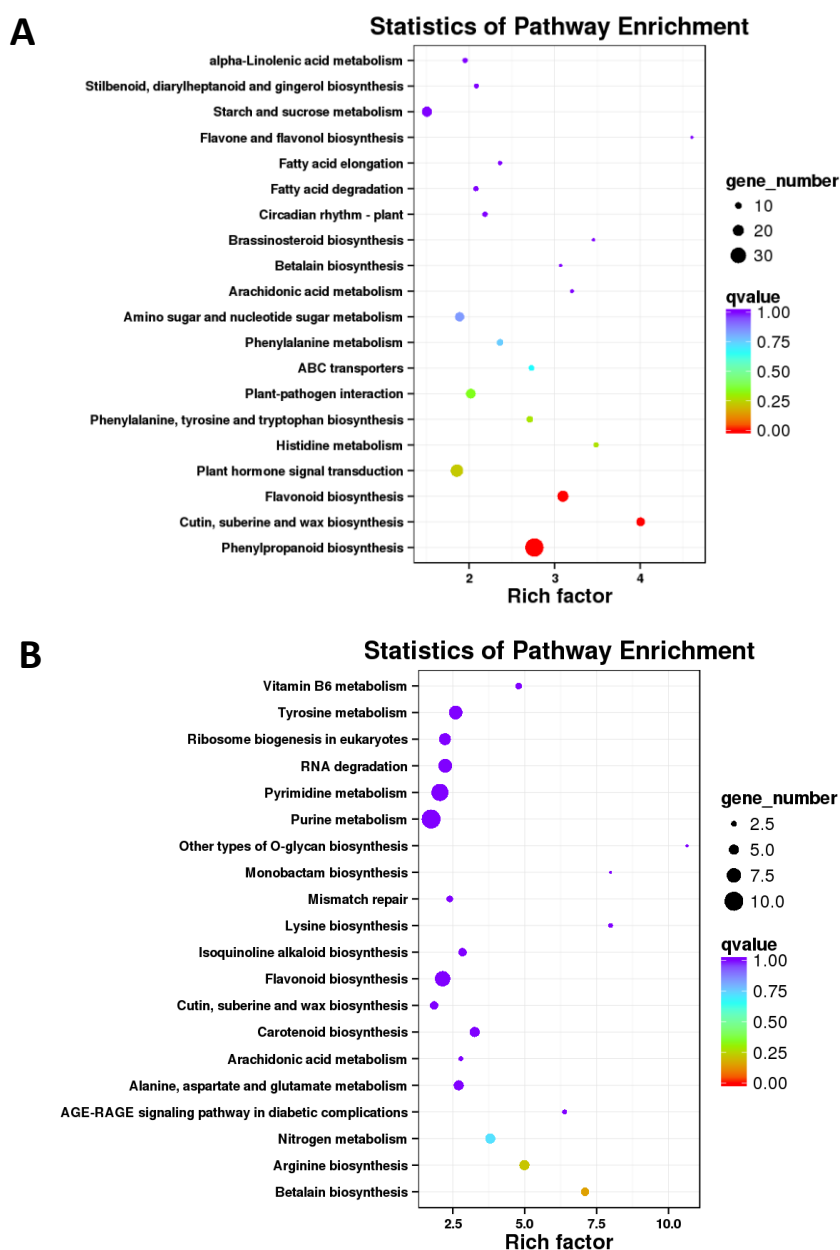 A
Statistics of Pathway Enrichment
alpha-Linolenic acid metabolism
Stilbenoid, diarylheptanoid and gingerol biosynthesis
Starch and sucrose metabolism
Flavone and flavonol biosynthesis
Fatty acid elongation
Fatty acid degradation
Circadian rhythm - plant
Brassinosteroid biosynthesis
Betalain biosynthesis
Arachidonic acid metabolism
Amino sugar and nucleotide sugar metabolism
Phenylalanine metabolism
ABC transporters
Plant-pathogen interaction
Phenylalanine, tyrosine and tryptophan biosynthesis
Histidine metabolism
Plant hormone signal transduction
Flavonoid biosynthesis
Cutin, suberine and wax biosynthesis
Phenylpropanoid biosynthesis
2 3 4
Rich factor
gene_number
10
20
30
qvalue
1.00
0.75
0.50
0.25
0.00
B
Statistics of Pathway Enrichment
Vitamin B6 metabolism
Tyrosine metabolism
Ribosome biogenesis in eukaryotes
RNA degradation
Pyrimidine metabolism
Purine metabolism
Other types of O-glycan biosynthesis
Monobactam biosynthesis
Mismatch repair
Lysine biosynthesis
Isoquinoline alkaloid biosynthesis
Flavonoid biosynthesis
Cutin, suberine and wax biosynthesis
Carotenoid biosynthesis
Arachidonic acid metabolism
Alanine, aspartate and glutamate metabolism
AGE-RAGE signaling pathway in diabetic complications
Nitrogen metabolism
Arginine biosynthesis
Betalain biosynthesis
2.5 5.0 7.5 10.0
Rich factor
gene_number
2.5
5.0
7.5
10.0
qvalue
1.00
0.75
0.50
0.25
0.00